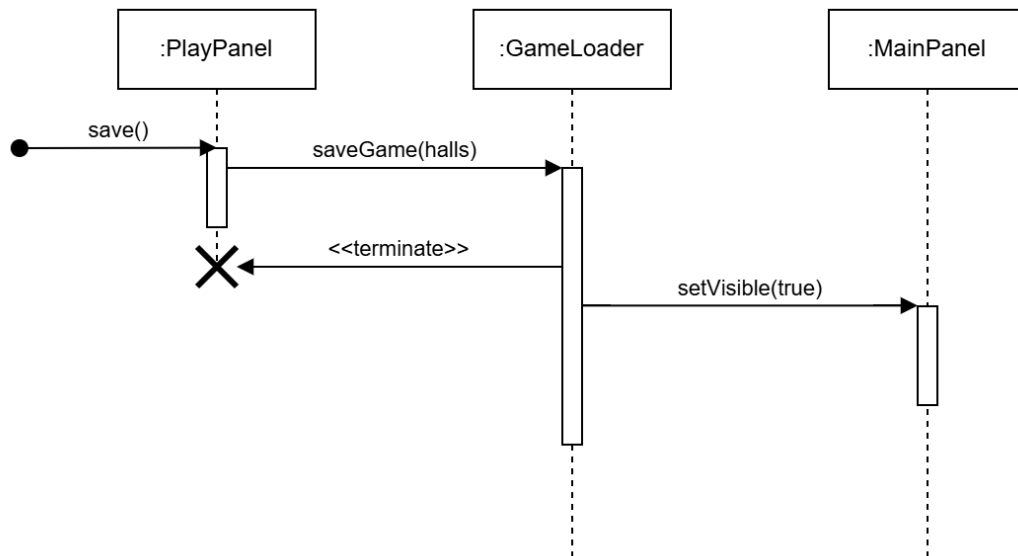 :PlayPanel
:GameLoader
:MainPanel
save()
saveGame(halls)
<<terminate>>
setVisible(true)